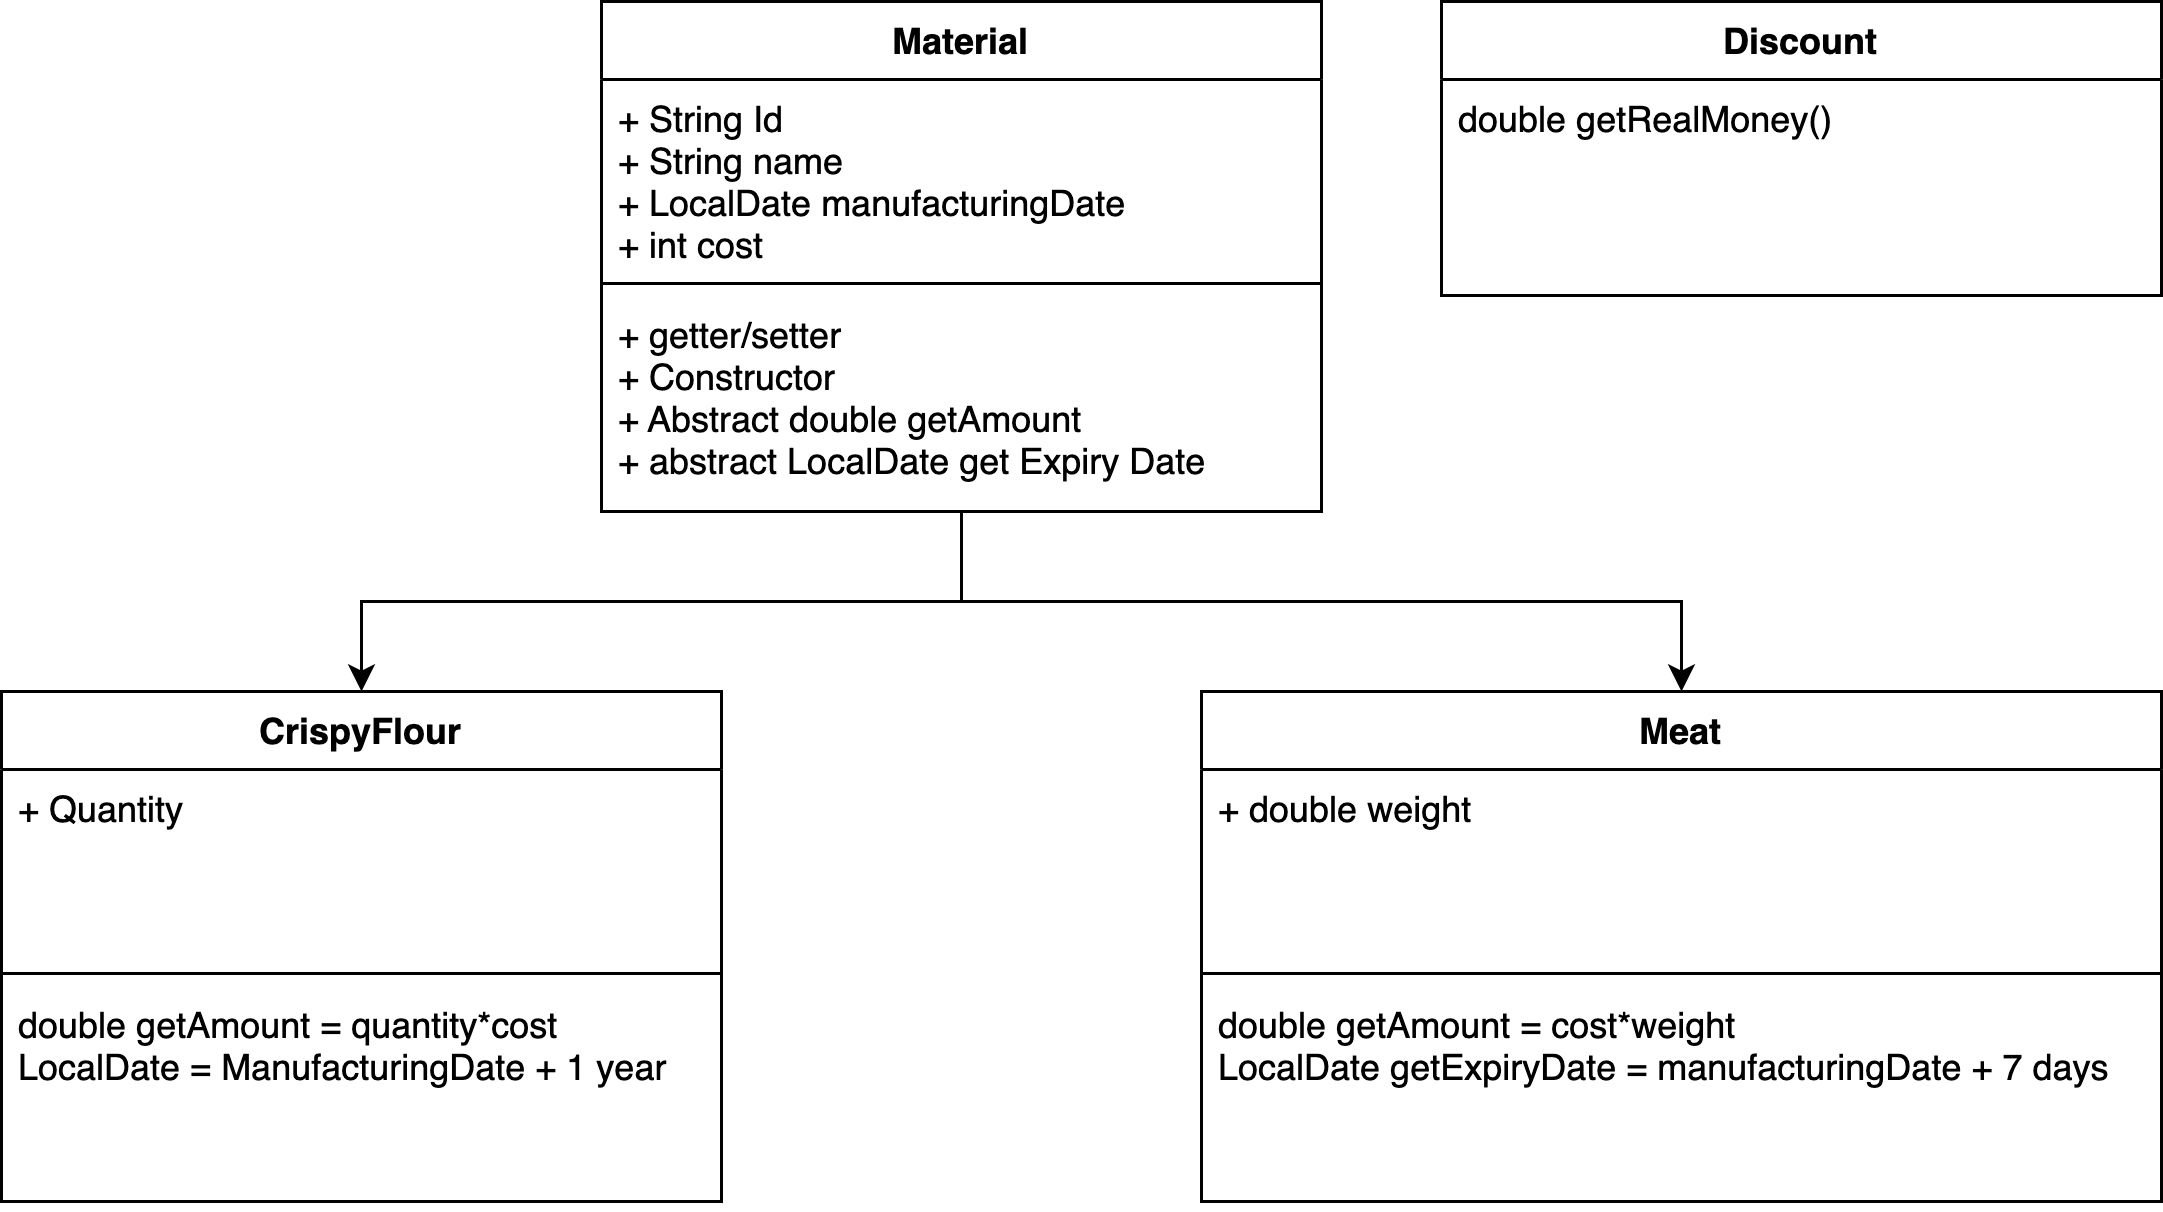 Material
+ String Id
+ String name
+ LocalDate manufacturingDate
+ int cost
+ getter/setter
+ Constructor
+ Abstract double getAmount
+ abstract LocalDate get Expiry Date
Discount
double getRealMoney()
CrispyFlour
+ Quantity
double getAmount = quantity*cost
LocalDate = ManufacturingDate + 1 year
Meat
+ double weight
double getAmount = cost*weight
LocalDate getExpiryDate = manufacturingDate + 7 days